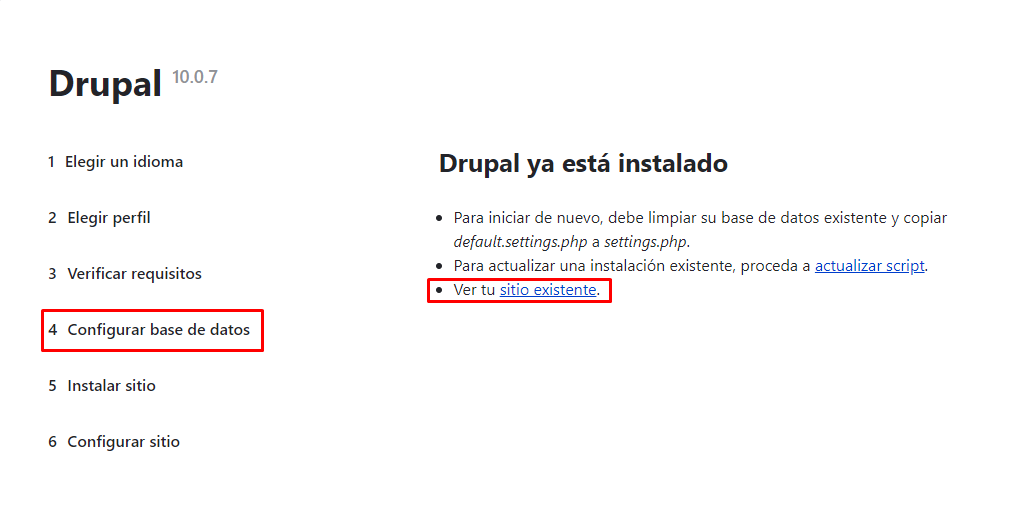 Drupal 10.0.7
1 Elegir un idioma
2 Elegir perfil
3 Verificar requisitos
4 Configurar base de datos
5 Instalar sitio
6 Configurar sitio
Drupal ya está instalado
• Para iniciar de nuevo, debe limpiar su base de datos existente y copiar
default.settings.php a settings.php.
• Para actualizar una instalación existente, proceda a actualizar script.
• Ver tu sitio existente.